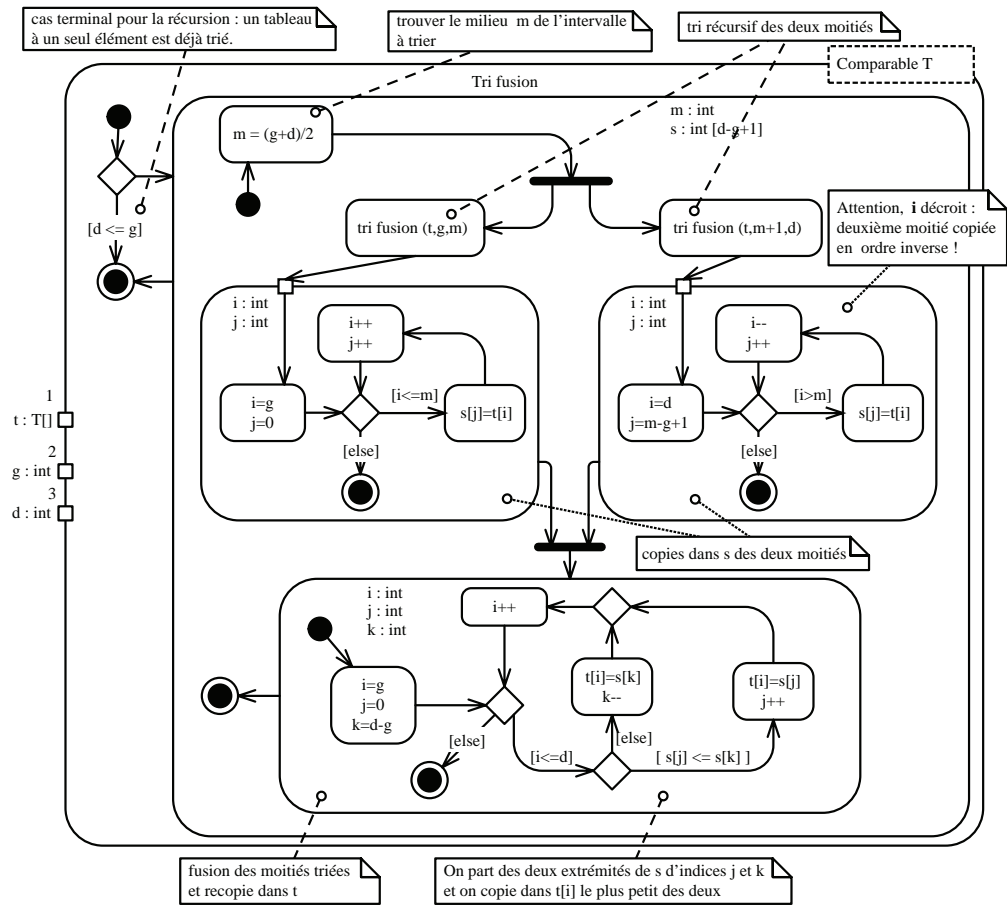 cas terminal pour la récursion : un tableau
à un seul élément est déjà trié.
trouver le milieu m de l'intervalle
à trier
tri récursif des deux moitiés
Comparable T
Tri fusion
m : int
s : int [d-g+1]
m = (g+d)/2
[d <= g]
tri fusion (t,g,m)
tri fusion (t,m+1,d)
Attention, i décroit :
deuxième moitié copiée
en ordre inverse !
i : int
j : int
i++
j++
i=g
j=0
[i<=m]
s[j]=t[i]
[else]
i : int
j : int
i--
j++
i=d
j=m-g+1
[i>m]
s[j]=t[i]
[else]
1
t : T[]
2
g : int
3
d : int
copies dans s des deux moitiés
i : int
j : int
k : int
i++
i=g
j=0
k=d-g
t[i]=s[k]
k--
t[i]=s[j]
j++
[else]
[i<=d]
[else]
[ s[j] <= s[k] ]
fusion des moitiés triées
et recopie dans t
On part des deux extrémités de s d'indices j et k
et on copie dans t[i] le plus petit des deux